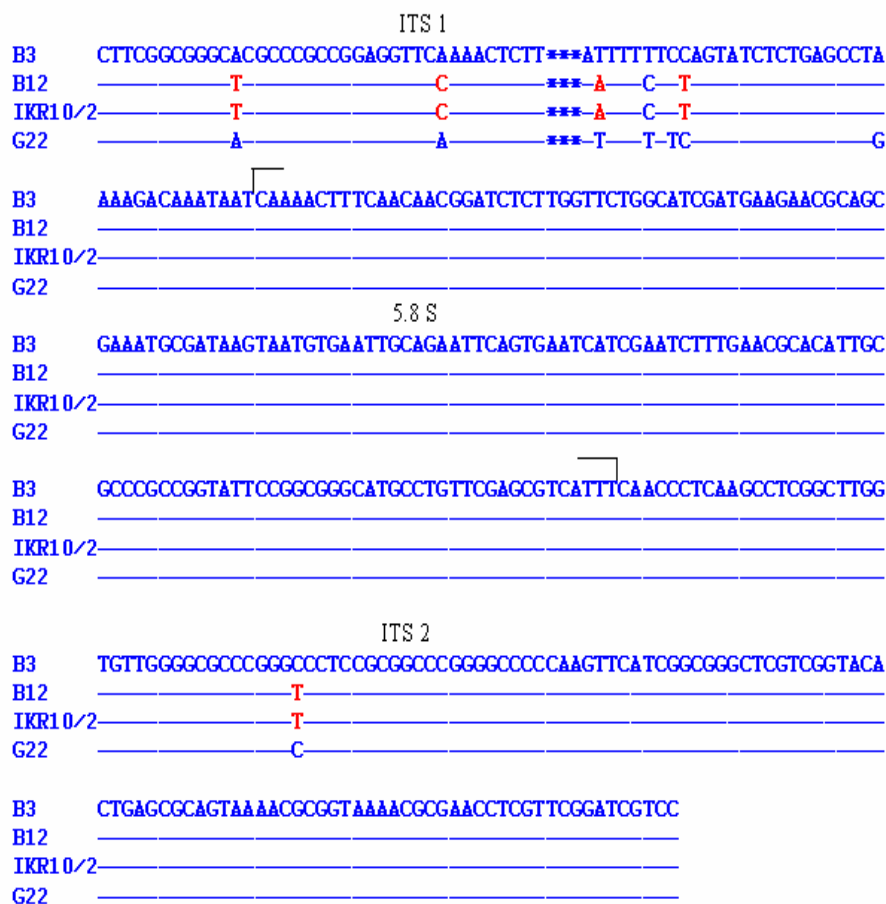 ITS 1
B3 CTTCGGCGGGCACGCCCGCCGGAGGTTCAAAACTCTT***ATTTTTTCCAGTATCTCTGAGCCTA
B12 —T—C—***—A—C—T—
IKR10/2 —T—C—***—A—C—T—
G22 —A—A—***—T—T—TC—G
B3 AAAGACAAATAATCAAAACTTTCAACAACGGATCTCTTGGTTCTGGCATCGATGAAGAACGCAGC
B12
IKR10/2
G22
5.8 S
B3 GAAATGCGATAAGTAATGTGAATTGCAGAATTCAGTGAATCATCGAATCTTTGAACGCACATTGC
B12
IKR10/2
G22
B3 GCCCGCCGGTATTCCGGCGGGCATGCCTGTTCGAGCGTCATTTCAACCCTCAAGCCTCGGCTTGG
B12
IKR10/2
G22
ITS 2
B3 TGTTGGGGCGCCCGGGCCCTCCGCGGCCCGGGGCCCCCAAGTTCATCGGCGGGCTCGTCGGTACA
B12 —T—
IKR10/2 —T—
G22 —C—
B3 CTGAGCGCAGTAAAACGCGGTAAAACGCGAACCTCGTTCGGATCGTCC
B12
IKR10/2
G22